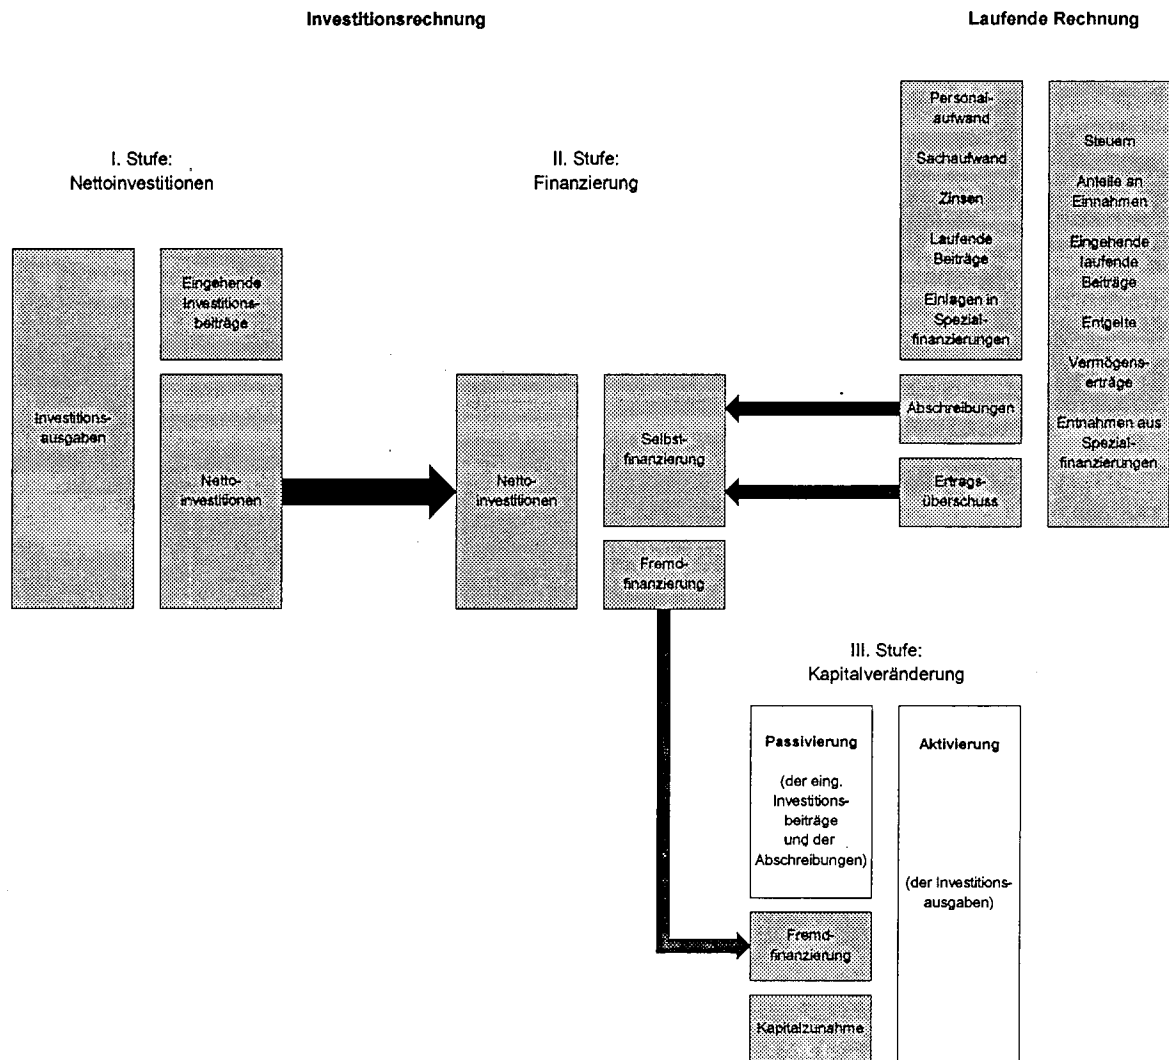 Investitionsrechnung
Laufende Rechnung
I. Stufe:
Nettoinvestitionen
II. Stufe:
Finanzierung
Investitions-
ausgaben
Eingehende
Investitions-
beiträge
Netto-
investitionen
Netto-
investitionen
Selbst-
finanzierung
Fremd-
finanzierung
Personal-
aufwand
Sachaufwand
Zinsen
Laufende
Beiträge
Einlagen in
Spezial-
finanzierungen
Abschreibungen
Ertrags-
überschuss
Steuern
Anteile an
Einnahmen
Eingehende
laufende
Beiträge
Entgelte
Vermögens-
erträge
Entnahmen aus
Spezial-
finanzierungen
III. Stufe:
Kapitalveränderung
Passivierung
(der eing.
Investitions-
beiträge
und der
Abschreibungen)
Fremd-
finanzierung
Kapitalzunahme
Aktivierung
(der Investitions-
ausgaben)